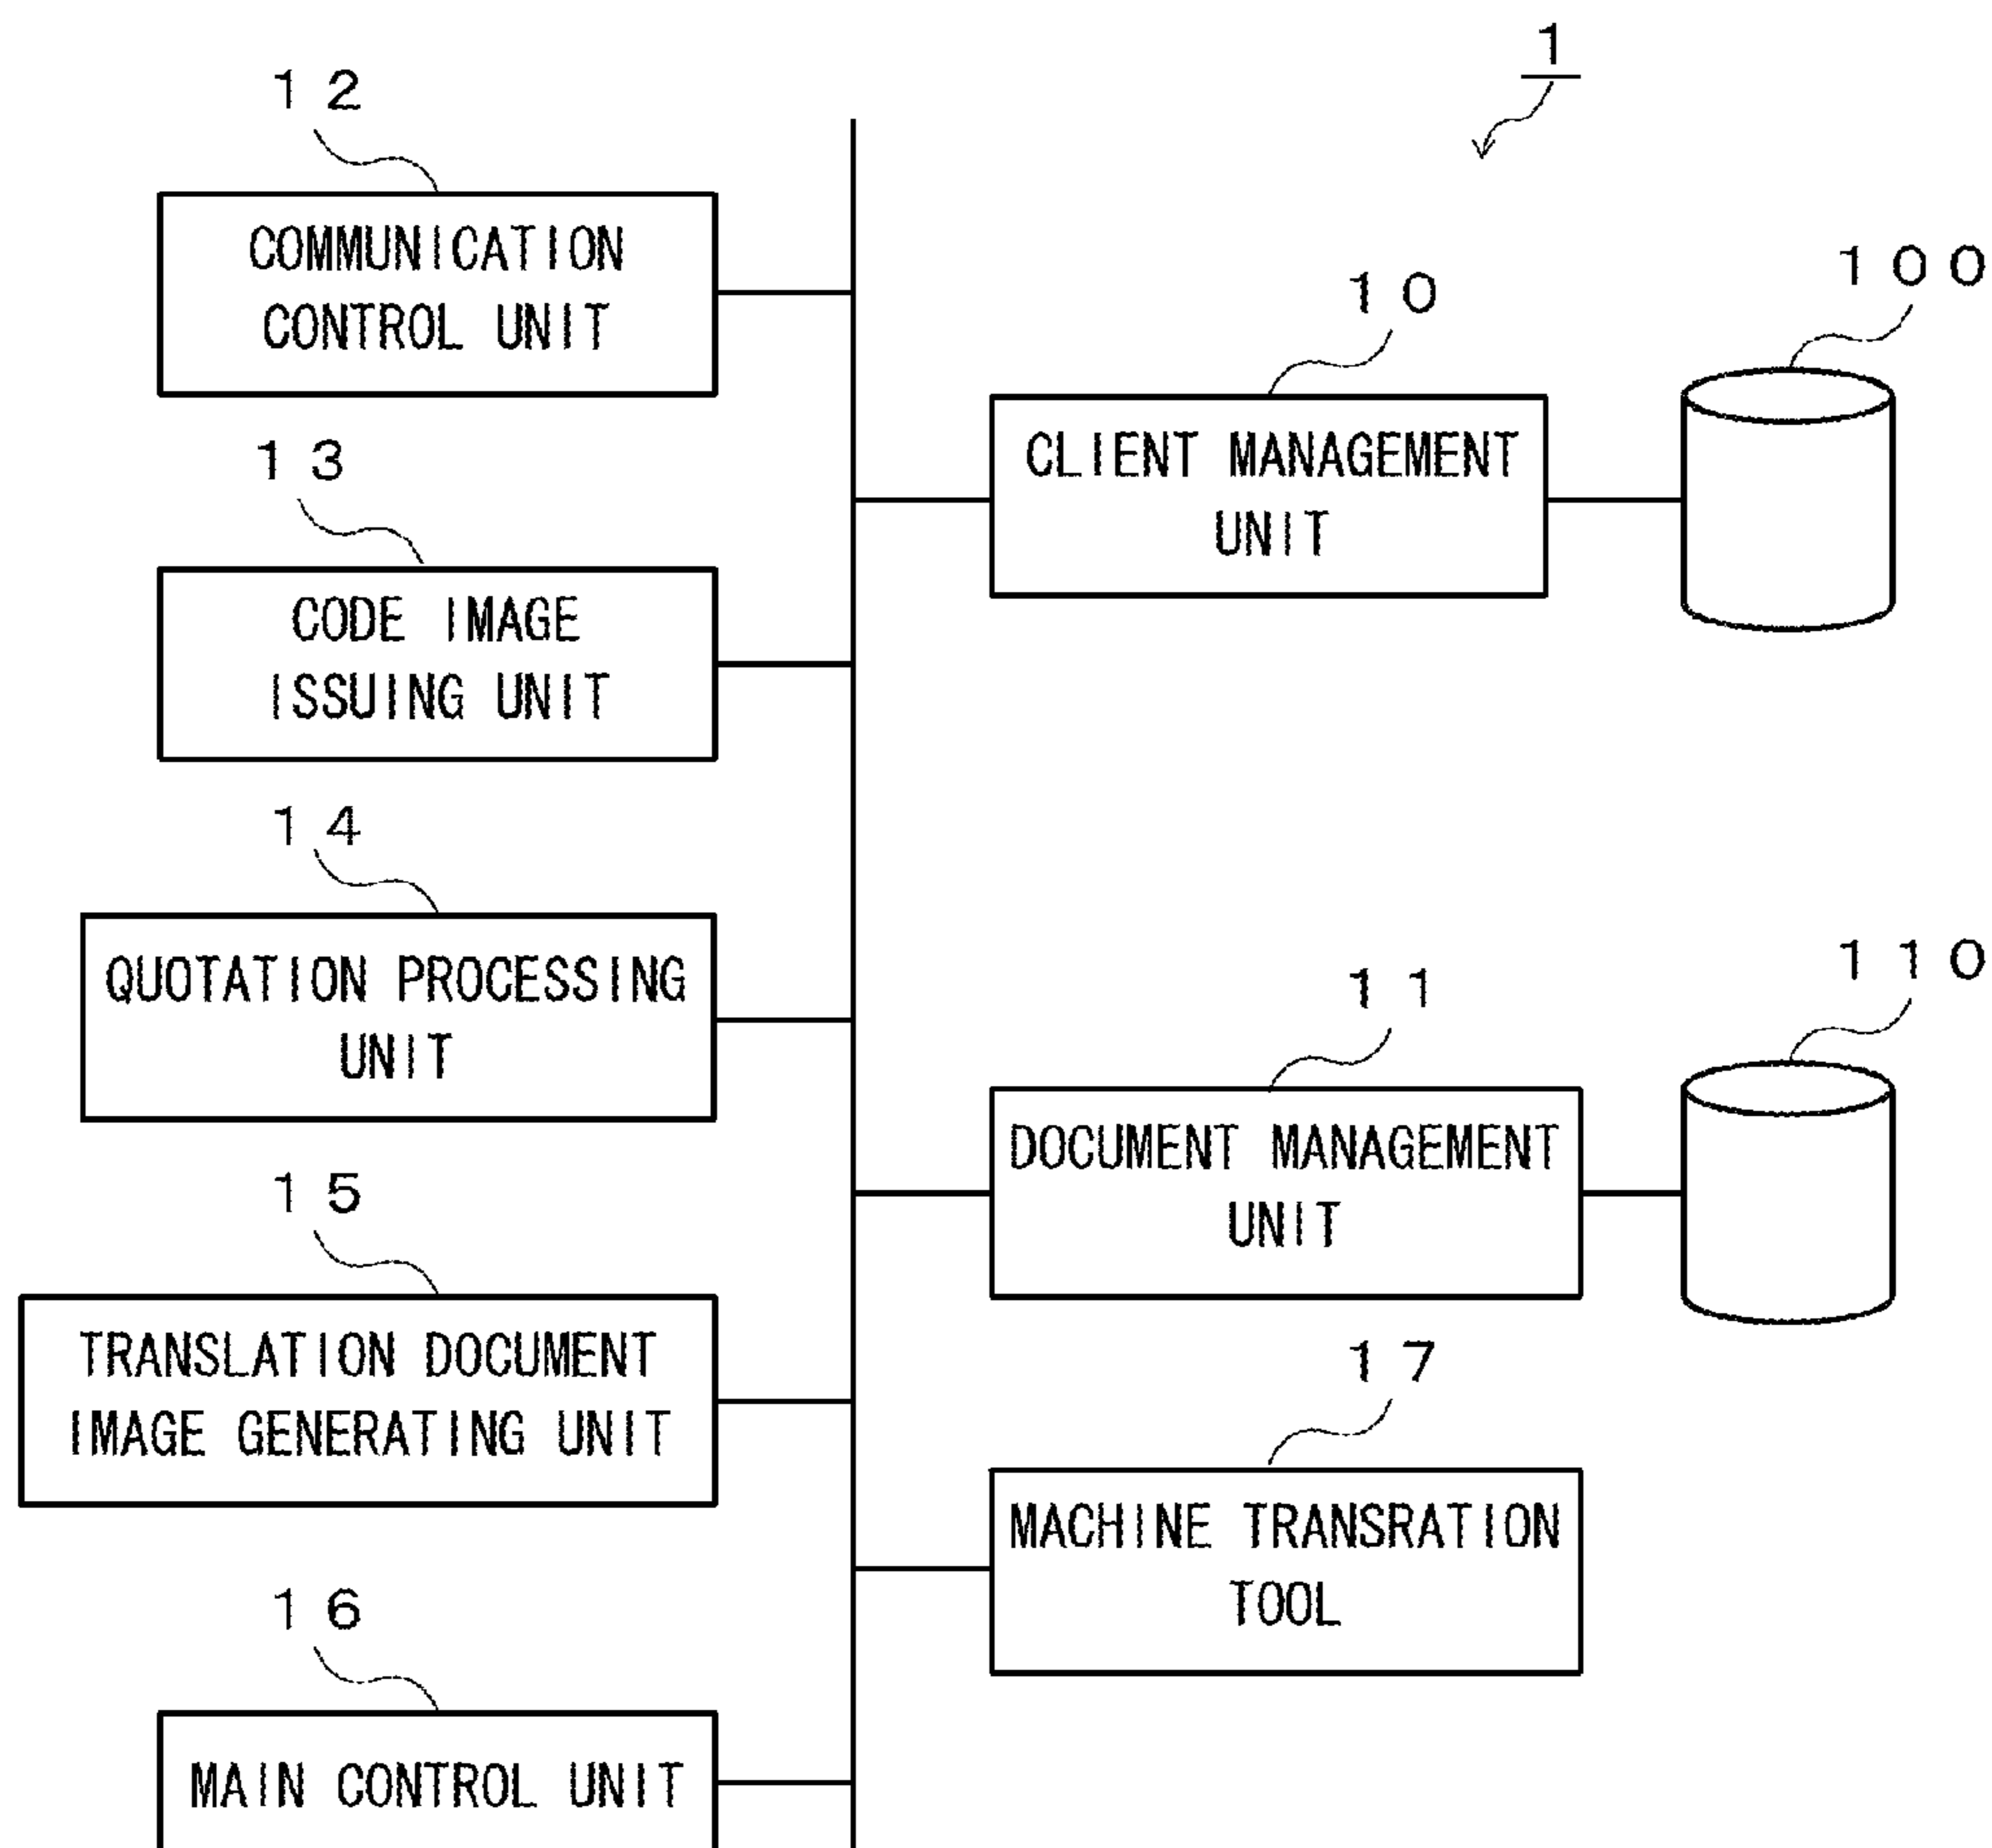 1
12
COMMUNICATION
CONTROL UNIT
10
100
CLIENT MANAGEMENT
UNIT
13
CODE IMAGE
ISSUING UNIT
14
QUOTATION PROCESSING
UNIT
11
110
DOCUMENT MANAGEMENT
UNIT
15
TRANSLATION DOCUMENT
IMAGE GENERATING UNIT
17
MACHINE TRANSRATION
TOOL
16
MAIN CONTROL UNIT